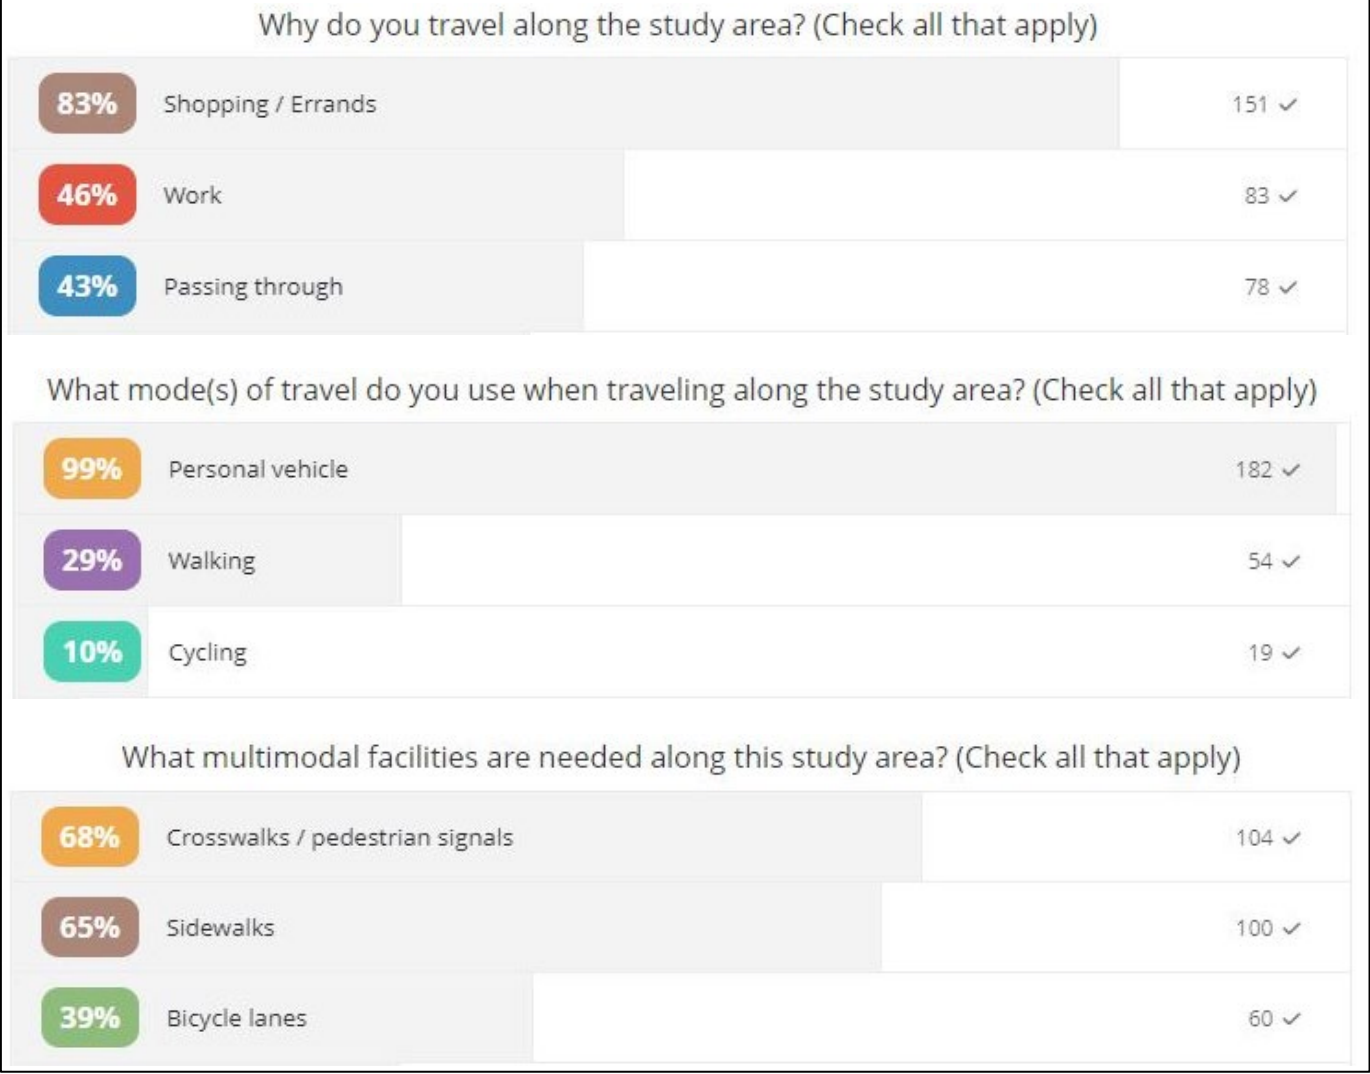 Why do you travel along the study area? (Check all that apply)
83% Shopping / Errands 151 ✓
46% Work 83 ✓
43% Passing through 78 ✓
What mode(s) of travel do you use when traveling along the study area? (Check all that apply)
99% Personal vehicle 182 ✓
29% Walking 54 ✓
10% Cycling 19 ✓
What multimodal facilities are needed along this study area? (Check all that apply)
68% Crosswalks / pedestrian signals 104 ✓
65% Sidewalks 100 ✓
39% Bicycle lanes 60 ✓